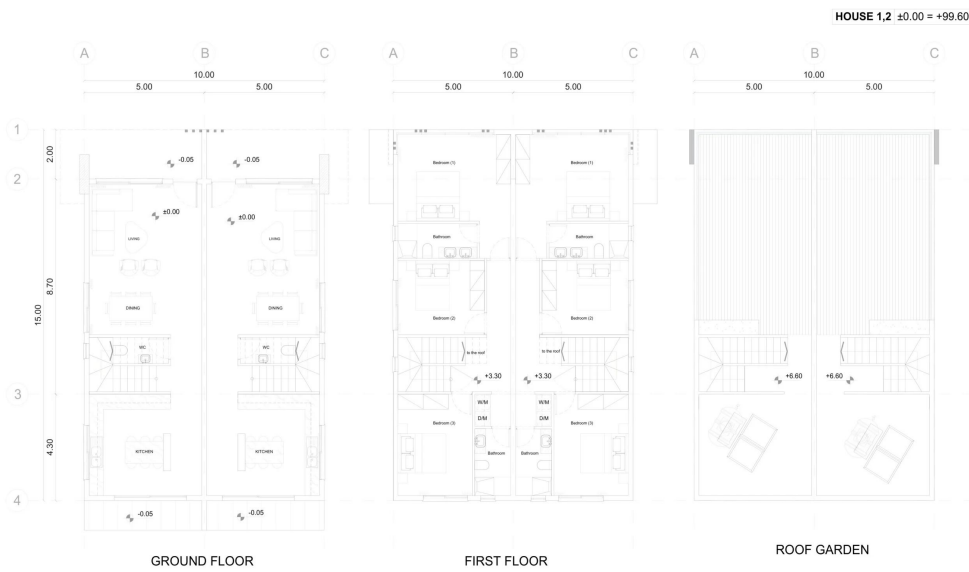 HOUSE 1,2 ±0.00 = +99.60
A B C A B C A B C
10.00 10.00 10.00
5.00 5.00 5.00 5.00 5.00 5.00
1
2.00
-0.05 -0.05
Bedroom (1) Bedroom (1)
2
±0.00 ±0.00
LIVING LIVING
Bathroom Bathroom
8.70
15.00
DINING DINING
Bedroom (2) Bedroom (2)
WC WC
to the roof to the roof
+3.30 +3.30
+6.60 +6.60
3
W/M W/M
D/M D/M
Bedroom (3) Bedroom (3)
4.30
KITCHEN KITCHEN
Bathroom Bathroom
4
-0.05 -0.05
GROUND FLOOR
FIRST FLOOR
ROOF GARDEN